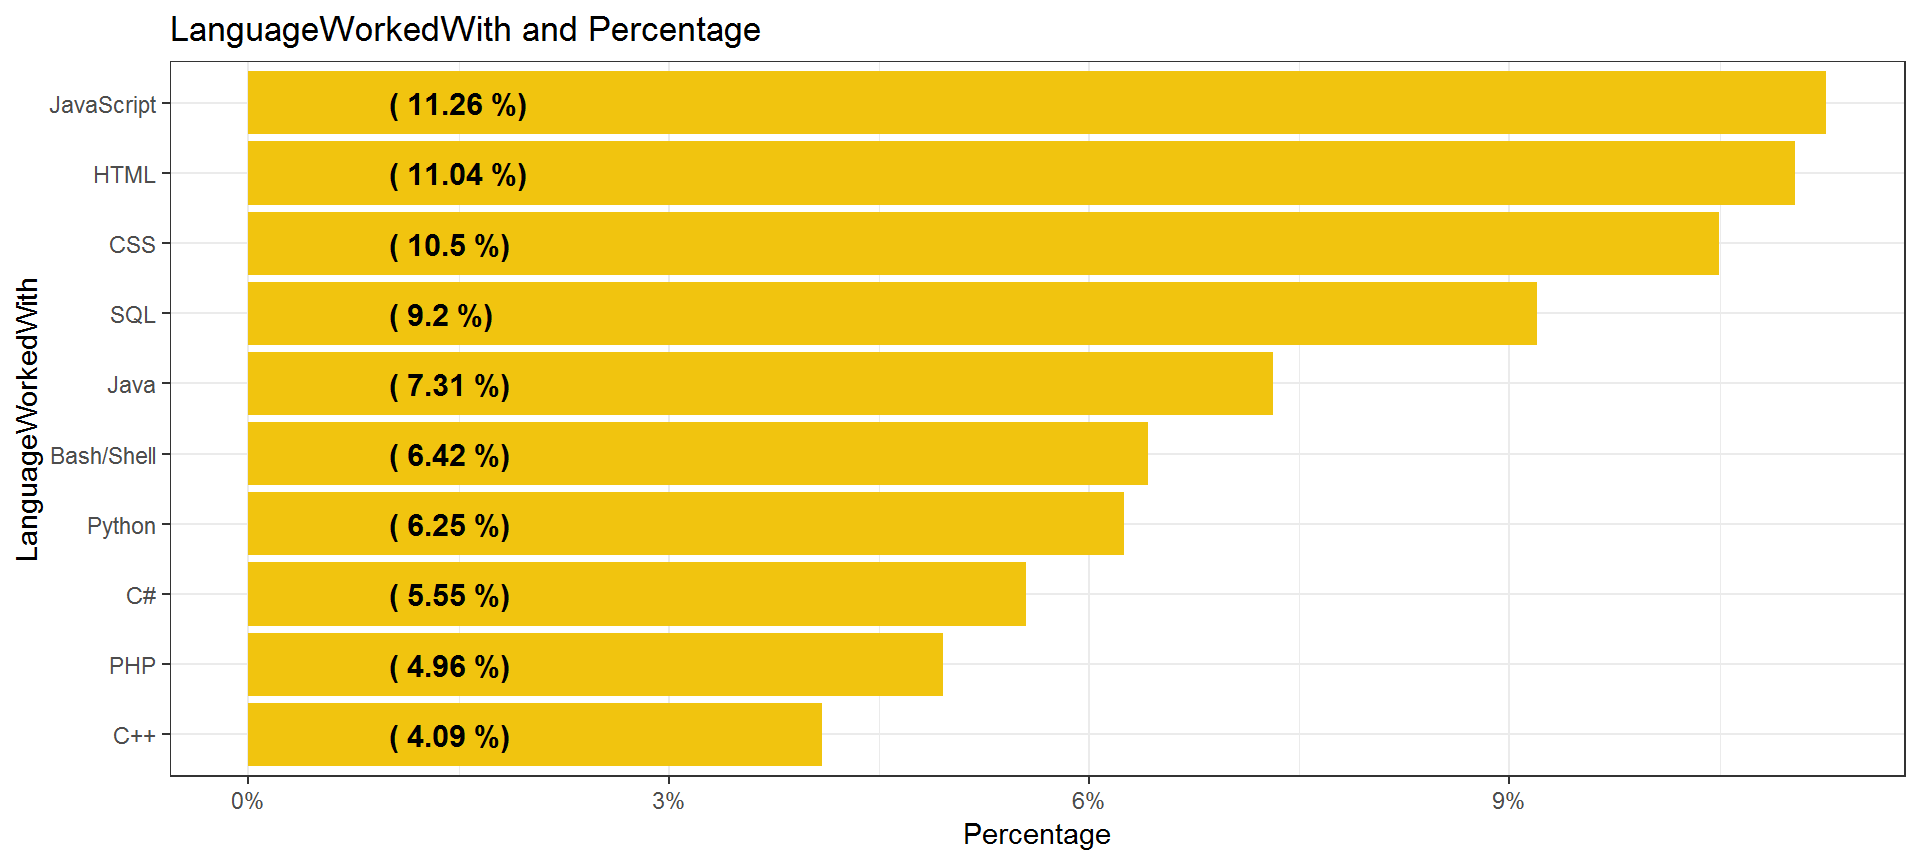 LanguageWorkedWith and Percentage
JavaScript ( 11.26 %)
HTML ( 11.04 %)
CSS ( 10.5 %)
SQL ( 9.2 %)
Java ( 7.31 %)
Bash/Shell ( 6.42 %)
Python ( 6.25 %)
C# ( 5.55 %)
PHP ( 4.96 %)
C++ ( 4.09 %)
LanguageWorkedWith
0% 3% 6% 9%
Percentage